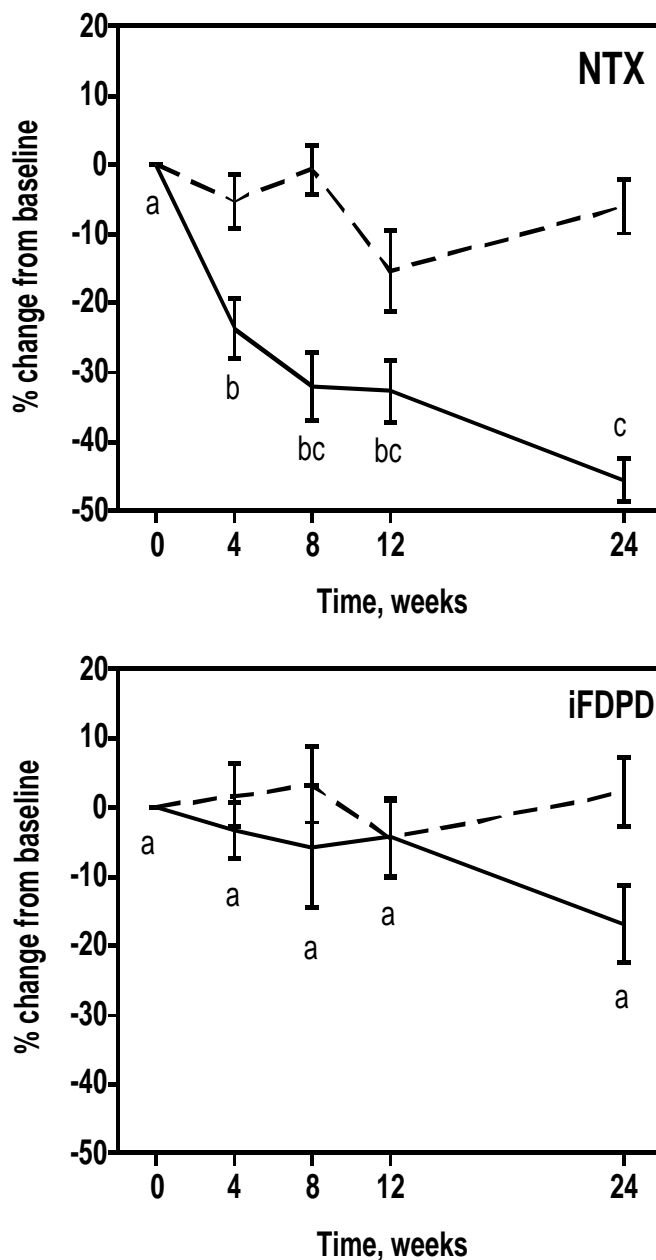 20
NTX
10
0
a
-10
-20
b
-30
bc
bc
c
-40
-50
% change from baseline
0 4 8 12 24
Time, weeks
20
iFDPD
10
0
a
a
a
a
-10
-20
a
-30
-40
-50
% change from baseline
0 4 8 12 24
Time, weeks